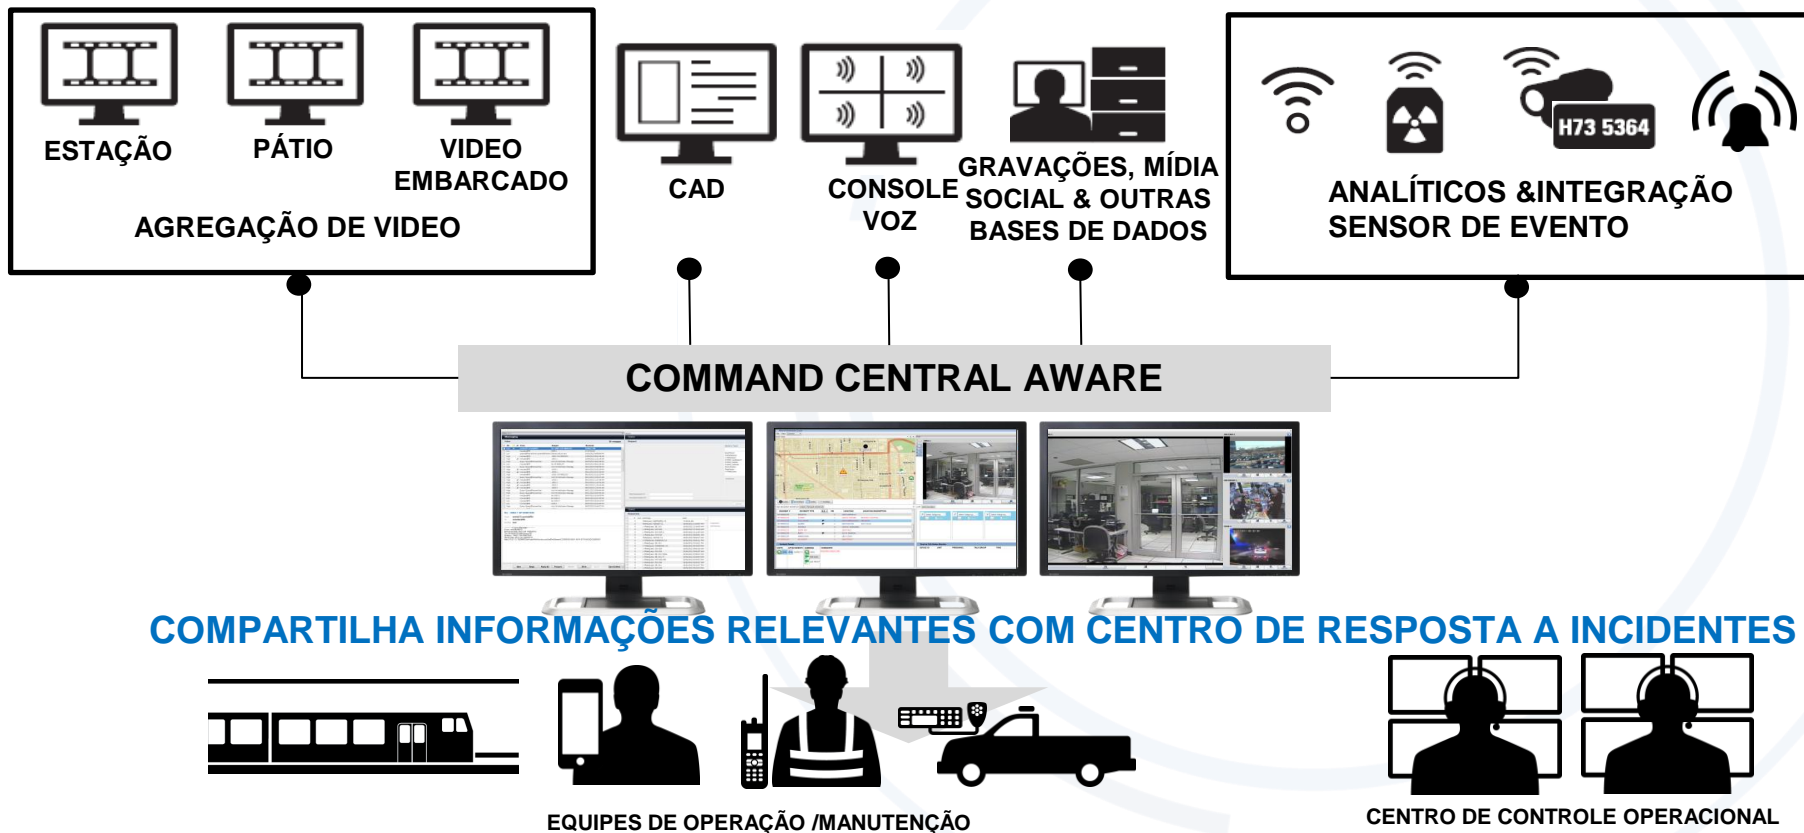 ESTAÇÃO
PÁTIO
VIDEO
EMBARCADO
AGREGAÇÃO DE VIDEO
CAD
CONSOLE
VOZ
GRAVAÇÕES, MÍDIA
SOCIAL & OUTRAS
BASES DE DADOS
H73 5364
ANALÍTICOS &INTEGRAÇÃO
SENSOR DE EVENTO
COMMAND CENTRAL AWARE
COMPARTILHA INFORMAÇÕES RELEVANTES COM CENTRO DE RESPOSTA A INCIDENTES
EQUIPES DE OPERAÇÃO /MANUTENÇÃO
CENTRO DE CONTROLE OPERACIONAL